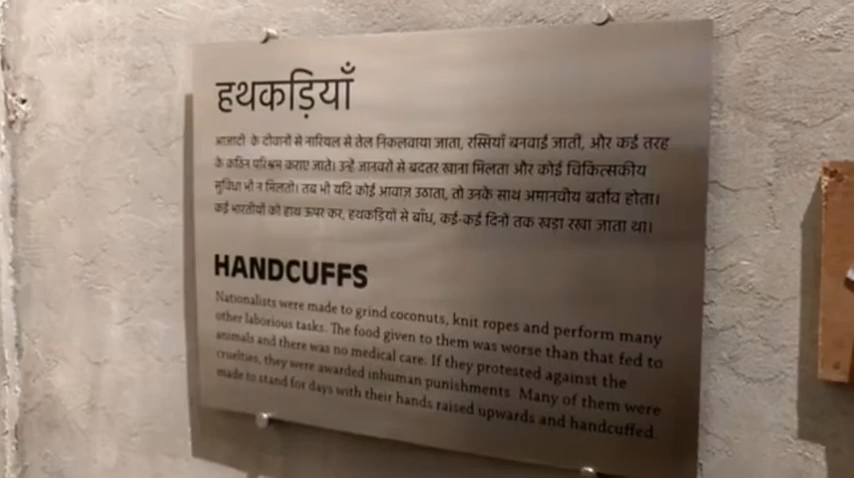 हथकड़ियाँ
आज़ादी के दीवानों से नारियल से तेल निकलवाया जाता, रस्सियाँ बनवाई जातीं, और कई तरह
के कठिन परिश्रम कराए जाते। उन्हें जानवरों से बदतर खाना मिलता और कोई चिकित्सकीय
सुविधा भी न मिलती। तब भी यदि कोई आवाज़ उठाता, तो उनके साथ अमानवीय बर्ताव होता।
कई भारतीयों को हाथ ऊपर कर, हथकड़ियों से बाँध, कई-कई दिनों तक खड़ा रखा जाता था।
HANDCUFFS
Nationalists were made to grind coconuts, knit ropes and perform many
other laborious tasks. The food given to them was worse than that fed to
animals and there was no medical care. If they protested against the
cruelties, they were awarded inhuman punishments. Many of them were
made to stand for days with their hands raised upwards and handcuffed.